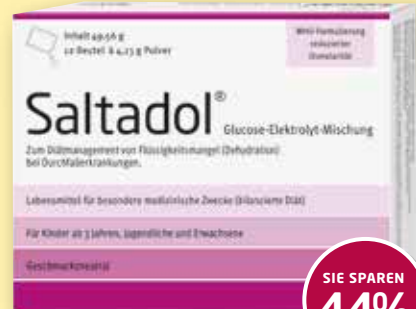 Inhalt 49,56 g
12 Beutel à 4,13 g Pulver
WHO-Formulierung
reduzierter
Osmolarität
Saltadol®
Glucose-Elektrolyt-Mischung
Zum Diätmanagement von Flüssigkeitsmangel (Dehydration)
bei Durchfallerkrankungen.
Lebensmittel für besondere medizinische Zwecke (bilanzierte Diät)
Für Kinder ab 3 Jahren, Jugendliche und Erwachsene
Geschmacksneutral
SIE SPAREN
44%